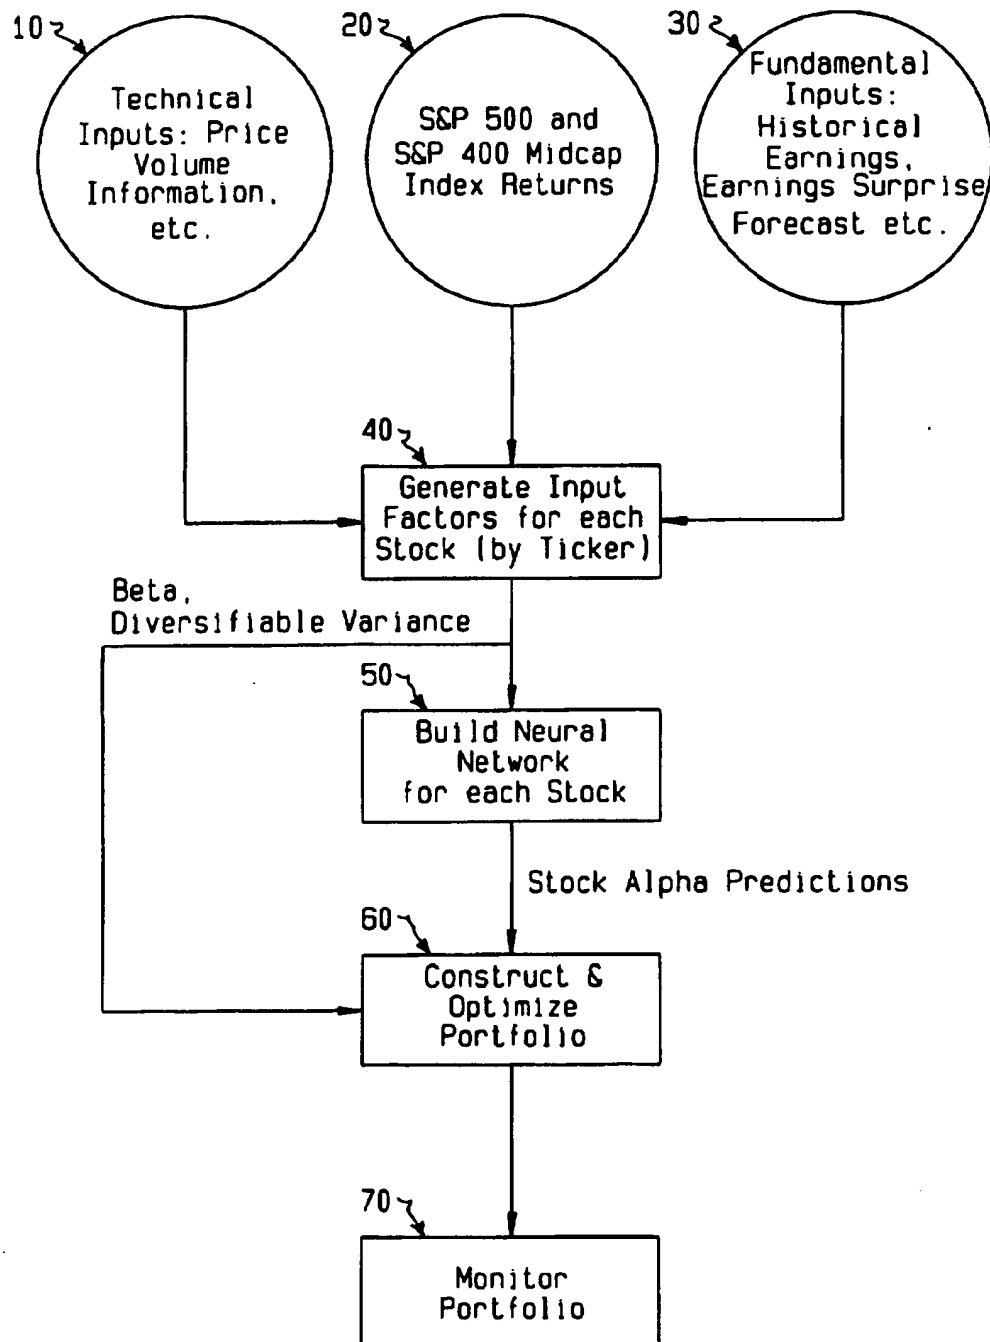 10
Technical
Inputs: Price
Volume
Information,
etc.
20
S&P 500 and
S&P 400 Midcap
Index Returns
30
Fundamental
Inputs:
Historical
Earnings,
Earnings Surprise
Forecast etc.
40
Generate Input
Factors for each
Stock (by Ticker)
Beta,
Diversifiable Variance
50
Build Neural
Network
for each Stock
Stock Alpha Predictions
60
Construct &
Optimize
Portfolio
70
Monitor
Portfolio